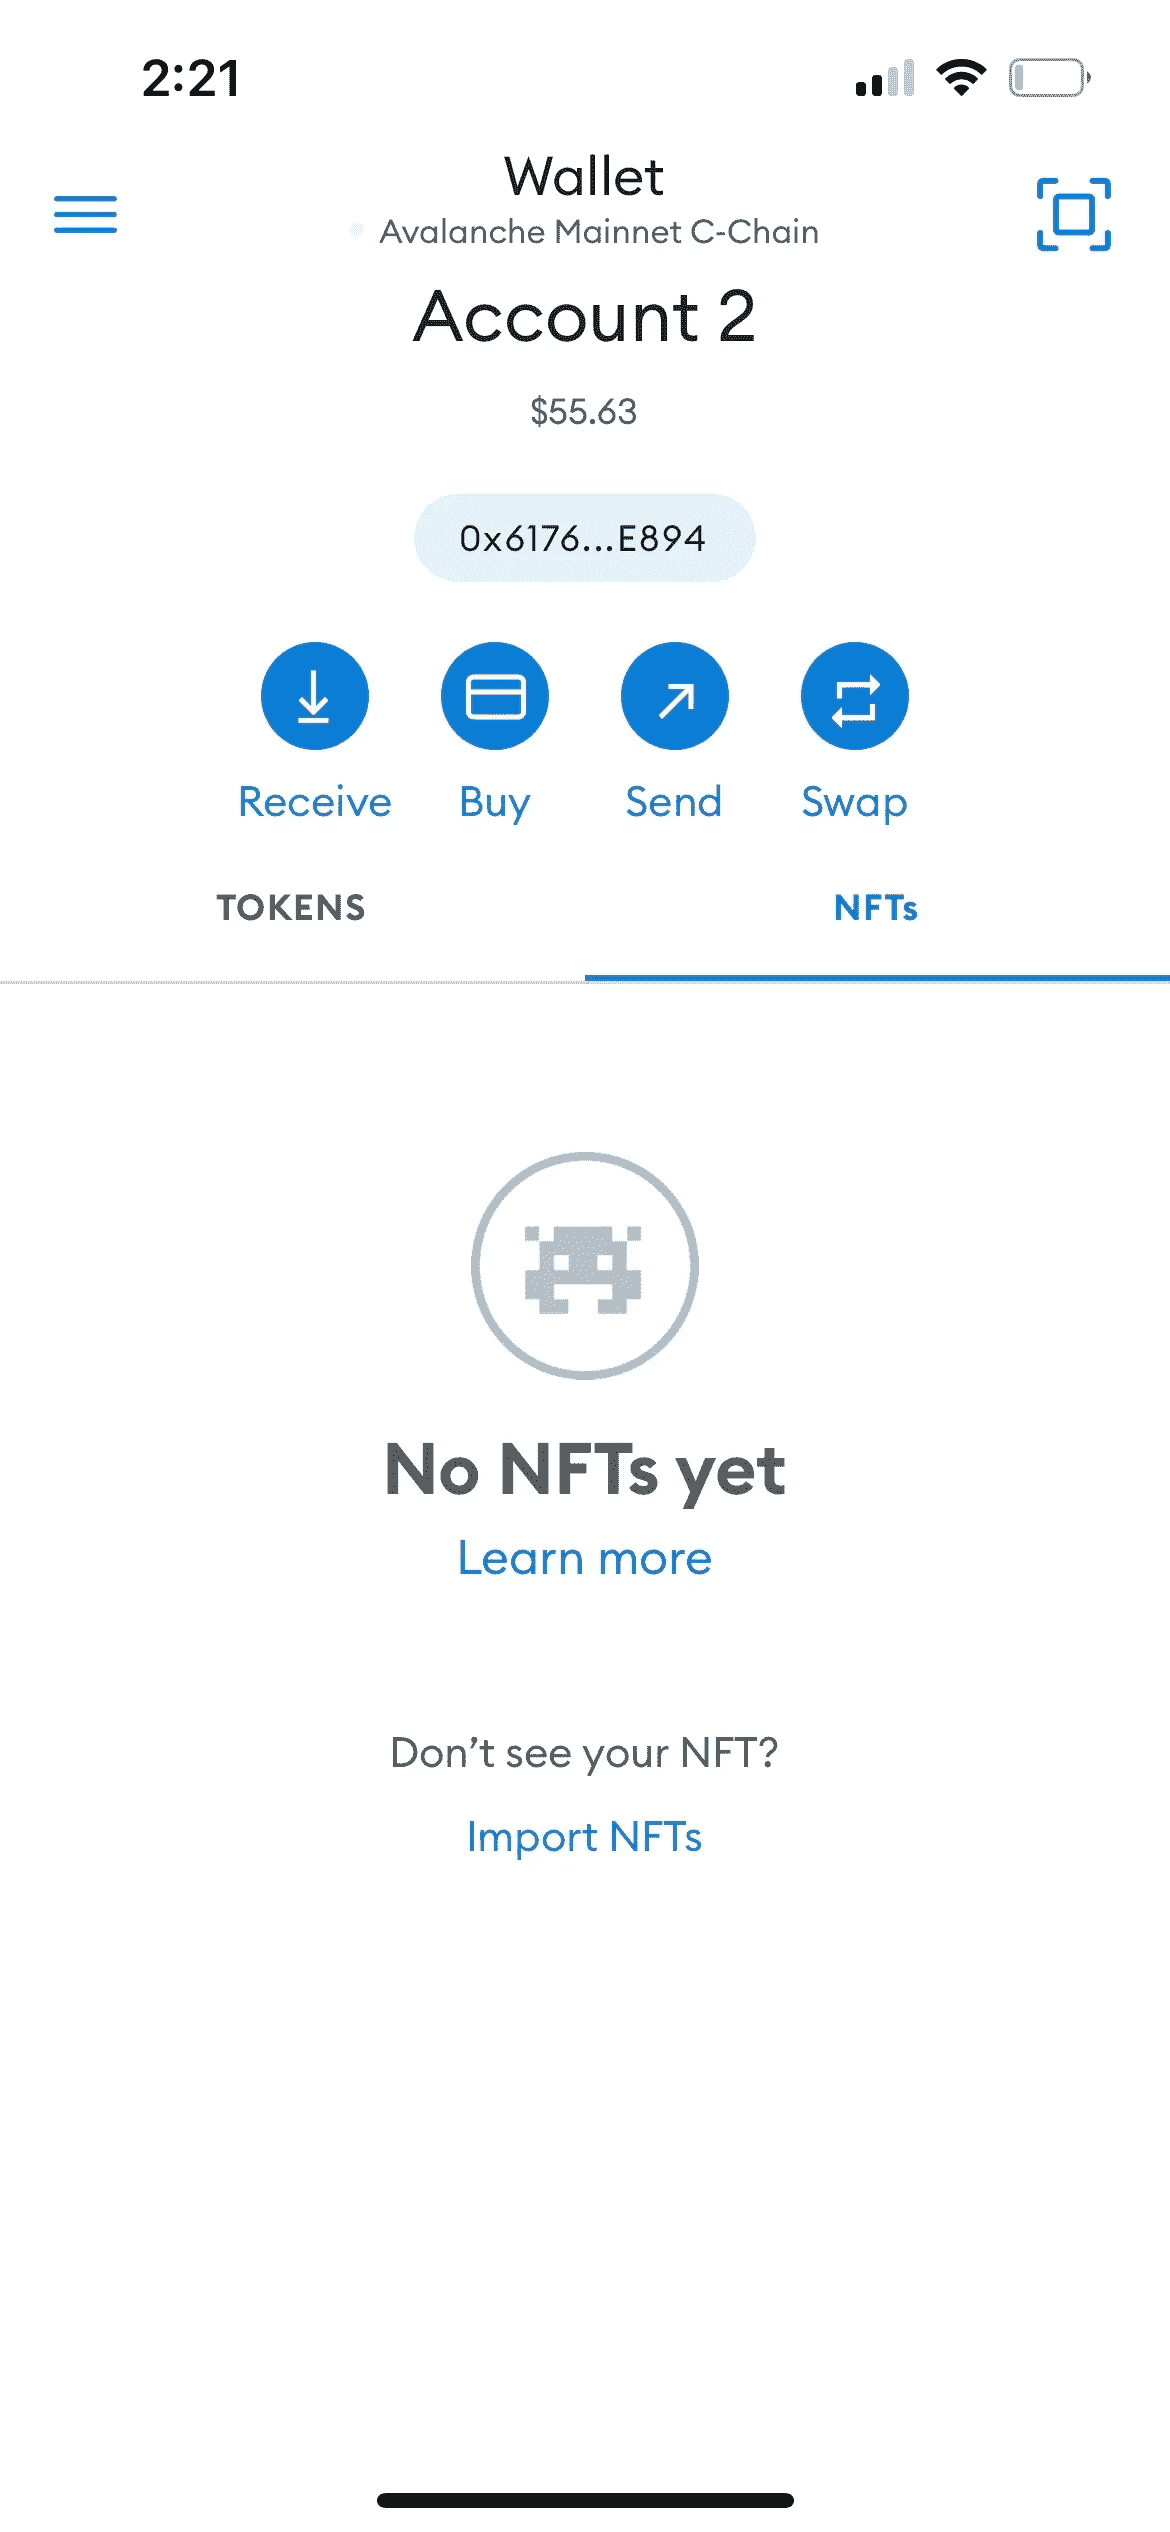 2:21
Wallet
Avalanche Mainnet C-Chain
Account 2
$55.63
0x6176...E894
Receive Buy Send Swap
TOKENS NFTs
No NFTs yet
Learn more
Don’t see your NFT?
Import NFTs